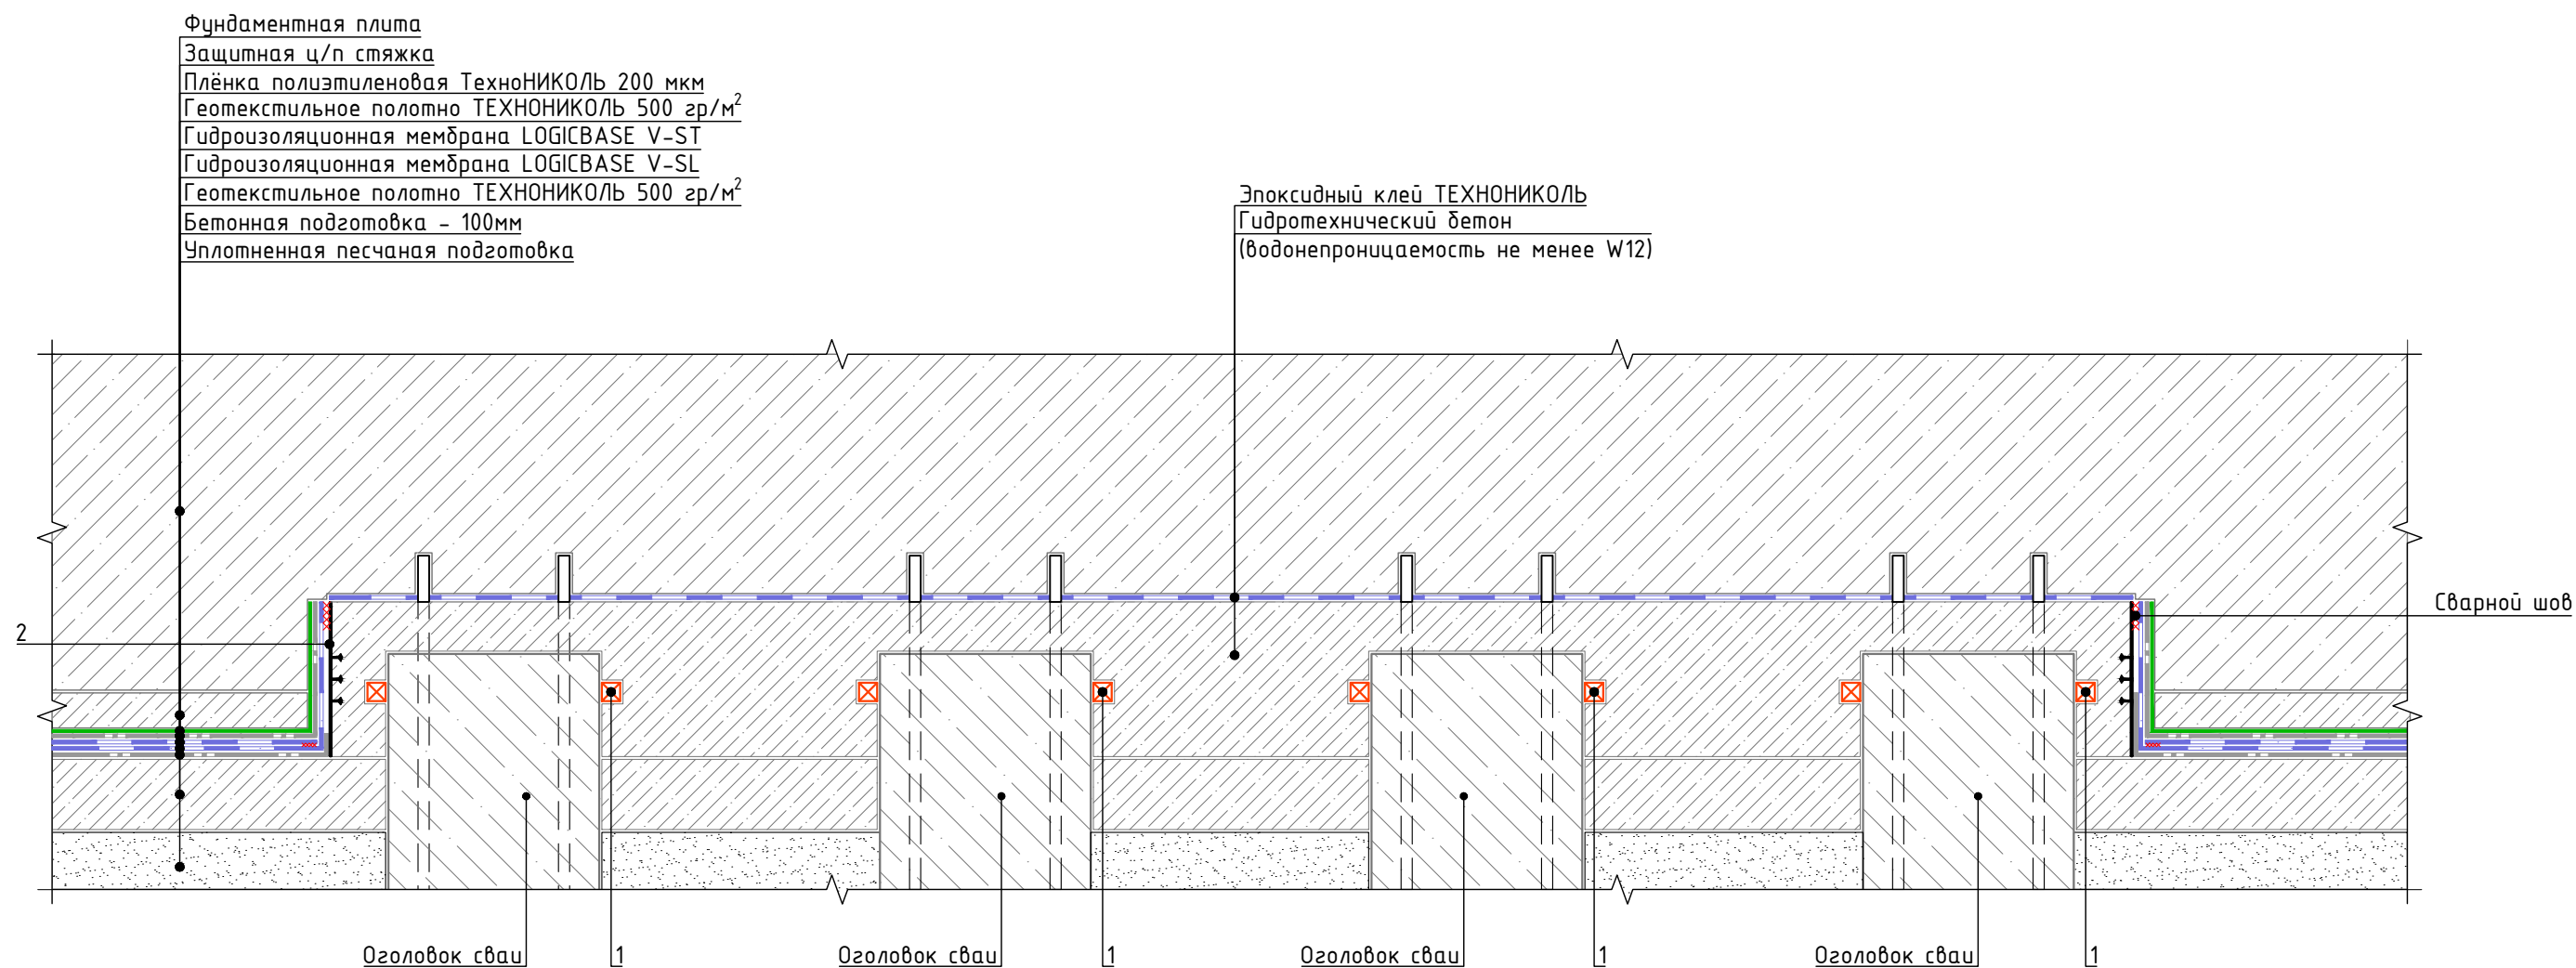 Фундаментная плита
Защитная ц/п стяжка
Плёнка полиэтиленовая ТехноНИКОЛЬ 200 мкм
Геотекстильное полотно ТЕХНОНИКОЛЬ 500 гр/м²
Гидроизоляционная мембрана LOGICBASE V-ST
Гидроизоляционная мембрана LOGICBASE V-SL
Геотекстильное полотно ТЕХНОНИКОЛЬ 500 гр/м²
Бетонная подготовка - 100мм
Уплотненная песчаная подготовка
Эпоксидный клей ТЕХНОНИКОЛЬ
Гидротехнический бетон
(водонепроницаемость не менее W12)
2
Сварной шов
Оголовок сваи
1
Оголовок сваи
1
Оголовок сваи
1
Оголовок сваи
1